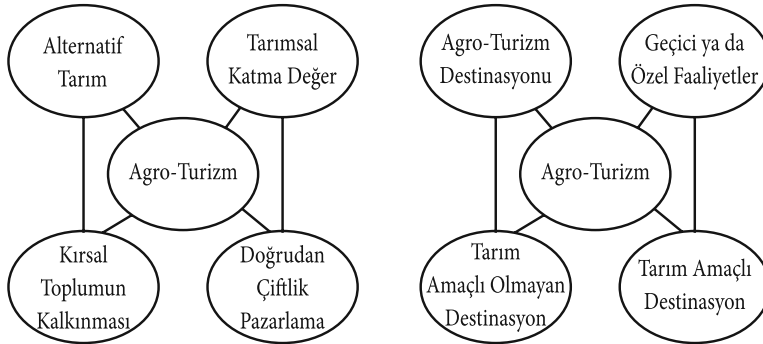 Alternatif
Tarım
Tarımsal
Katma Değer
Agro-Turizm
Kırsal
Toplumun
Kalkınması
Doğrudan
Çiftlik
Pazarlama
Agro-Turizm
Destinasyonu
Geçici ya da
Özel Faaliyetler
Agro-Turizm
Tarım
Amaçlı Olmayan
Destinasyon
Tarım Amaçlı
Destinasyon